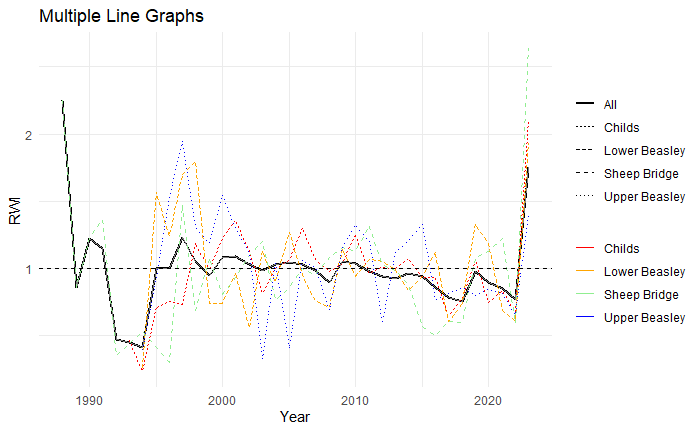 Multiple Line Graphs
RWI
2
1
1990
2000
2010
2020
Year
All
Childs
Lower Beasley
Sheep Bridge
Upper Beasley
Childs
Lower Beasley
Sheep Bridge
Upper Beasley